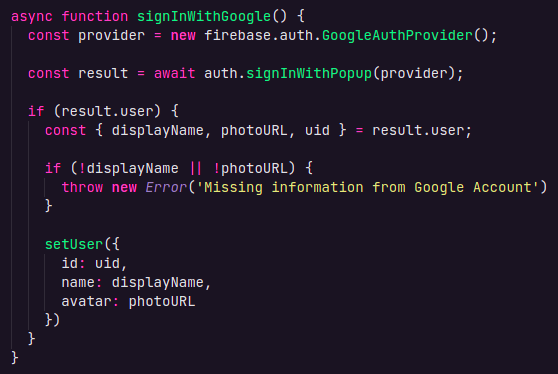 async function signInWithGoogle() {
  const provider = new firebase.auth.GoogleAuthProvider();

  const result = await auth.signInWithPopup(provider);

  if (result.user) {
    const { displayName, photoURL, uid } = result.user;

    if (!displayName || !photoURL) {
      throw new Error('Missing information from Google Account')
    }

    setUser({
      id: uid,
      name: displayName,
      avatar: photoURL
    })
  }
}